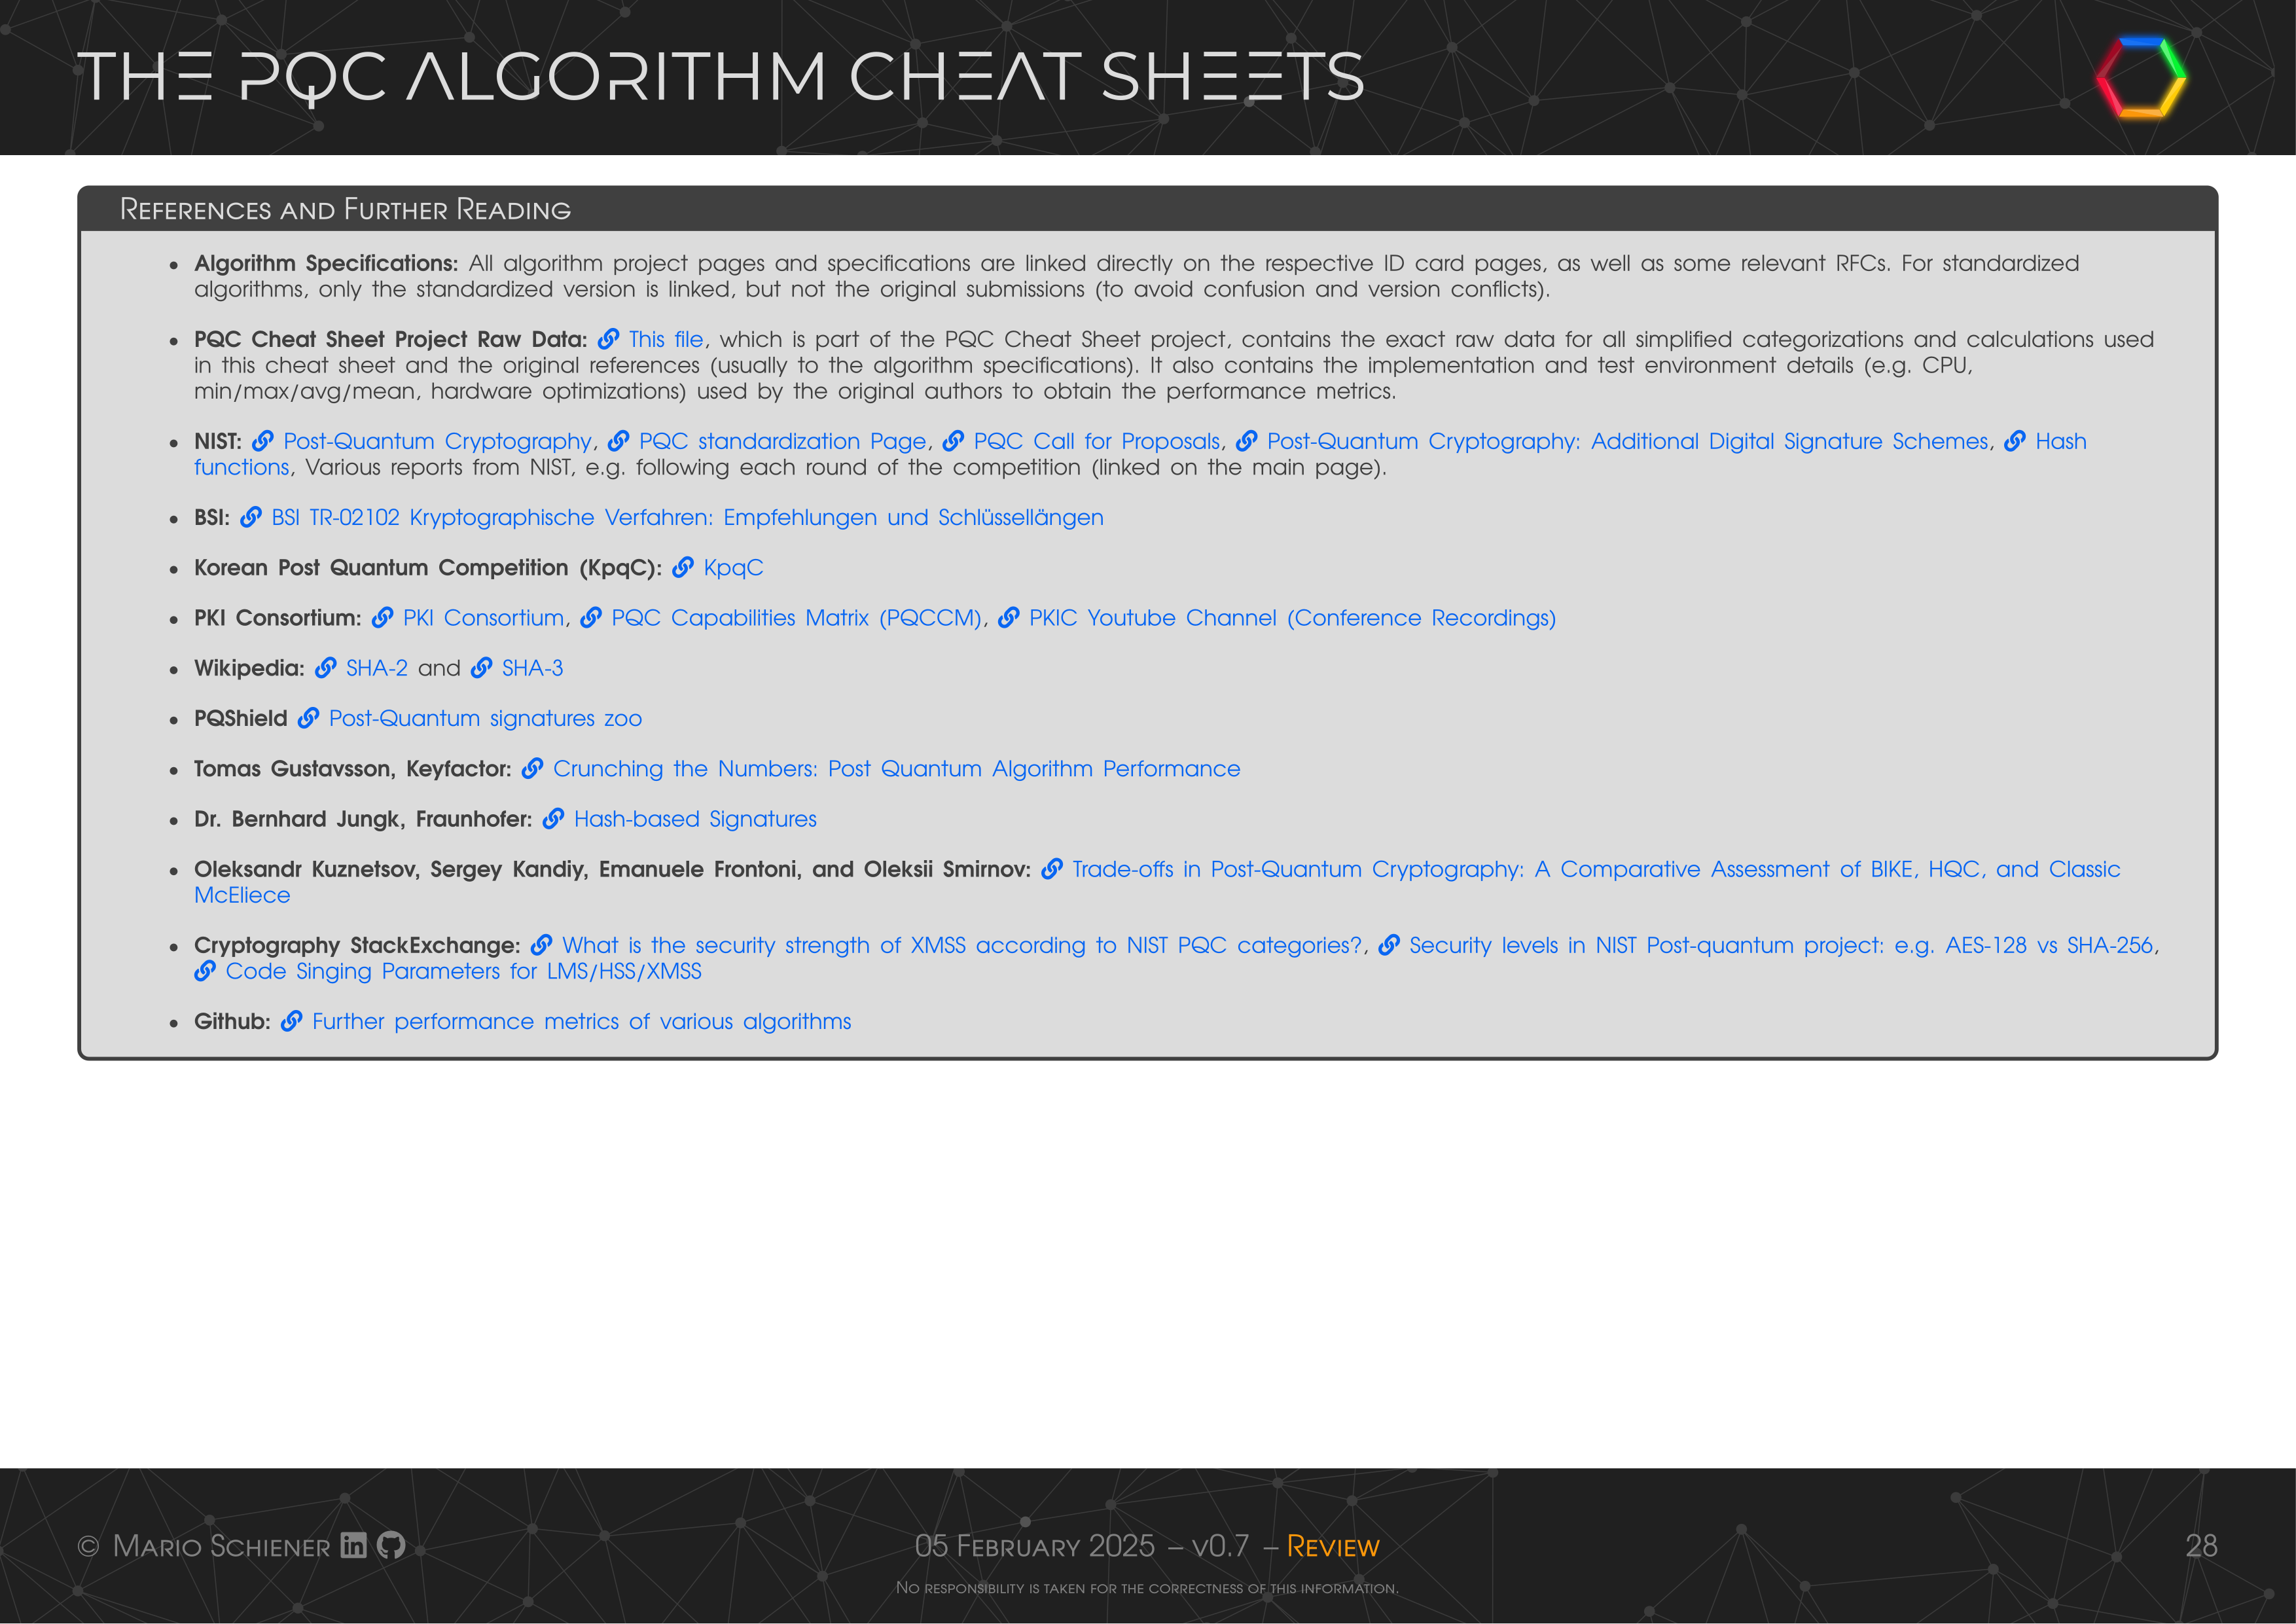 THE PQC ALGORITHM CHEAT SHEETS
References and Further Reading
• Algorithm Specifications: All algorithm project pages and specifications are linked directly on the respective ID card pages, as well as some relevant RFCs. For standardized
algorithms, only the standardized version is linked, but not the original submissions (to avoid confusion and version conflicts).
• PQC Cheat Sheet Project Raw Data: This file, which is part of the PQC Cheat Sheet project, contains the exact raw data for all simplified categorizations and calculations used
in this cheat sheet and the original references (usually to the algorithm specifications). It also contains the implementation and test environment details (e.g. CPU,
min/max/avg/mean, hardware optimizations) used by the original authors to obtain the performance metrics.
• NIST: Post-Quantum Cryptography, PQC standardization Page, PQC Call for Proposals, Post-Quantum Cryptography: Additional Digital Signature Schemes, Hash
functions, Various reports from NIST, e.g. following each round of the competition (linked on the main page).
• BSI: BSI TR-02102 Kryptographische Verfahren: Empfehlungen und Schlüssellängen
• Korean Post Quantum Competition (KpqC): KpqC
• PKI Consortium: PKI Consortium, PQC Capabilities Matrix (PQCCM), PKIC Youtube Channel (Conference Recordings)
• Wikipedia: SHA-2 and SHA-3
• PQShield Post-Quantum signatures zoo
• Tomas Gustavsson, Keyfactor: Crunching the Numbers: Post Quantum Algorithm Performance
• Dr. Bernhard Jungk, Fraunhofer: Hash-based Signatures
• Oleksandr Kuznetsov, Sergey Kandiy, Emanuele Frontoni, and Oleksii Smirnov: Trade-offs in Post-Quantum Cryptography: A Comparative Assessment of BIKE, HQC, and Classic
McEliece
• Cryptography StackExchange: What is the security strength of XMSS according to NIST PQC categories?, Security levels in NIST Post-quantum project: e.g. AES-128 vs SHA-256,
Code Singing Parameters for LMS/HSS/XMSS
• Github: Further performance metrics of various algorithms
© Mario Schiener
05 February 2025 – v0.7 – Review
28
No responsibility is taken for the correctness of this information.